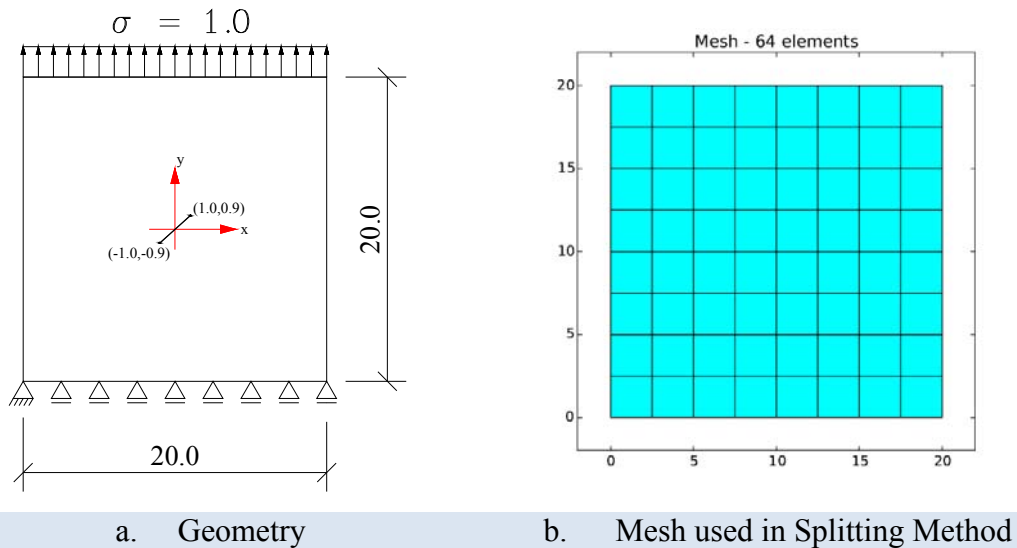 σ = 1.0
y
(1.0,0.9)
x
(-1.0,-0.9)
20.0
20.0
a. Geometry
Mesh - 64 elements
20
15
10
5
0
0 5 10 15 20
b. Mesh used in Splitting Method